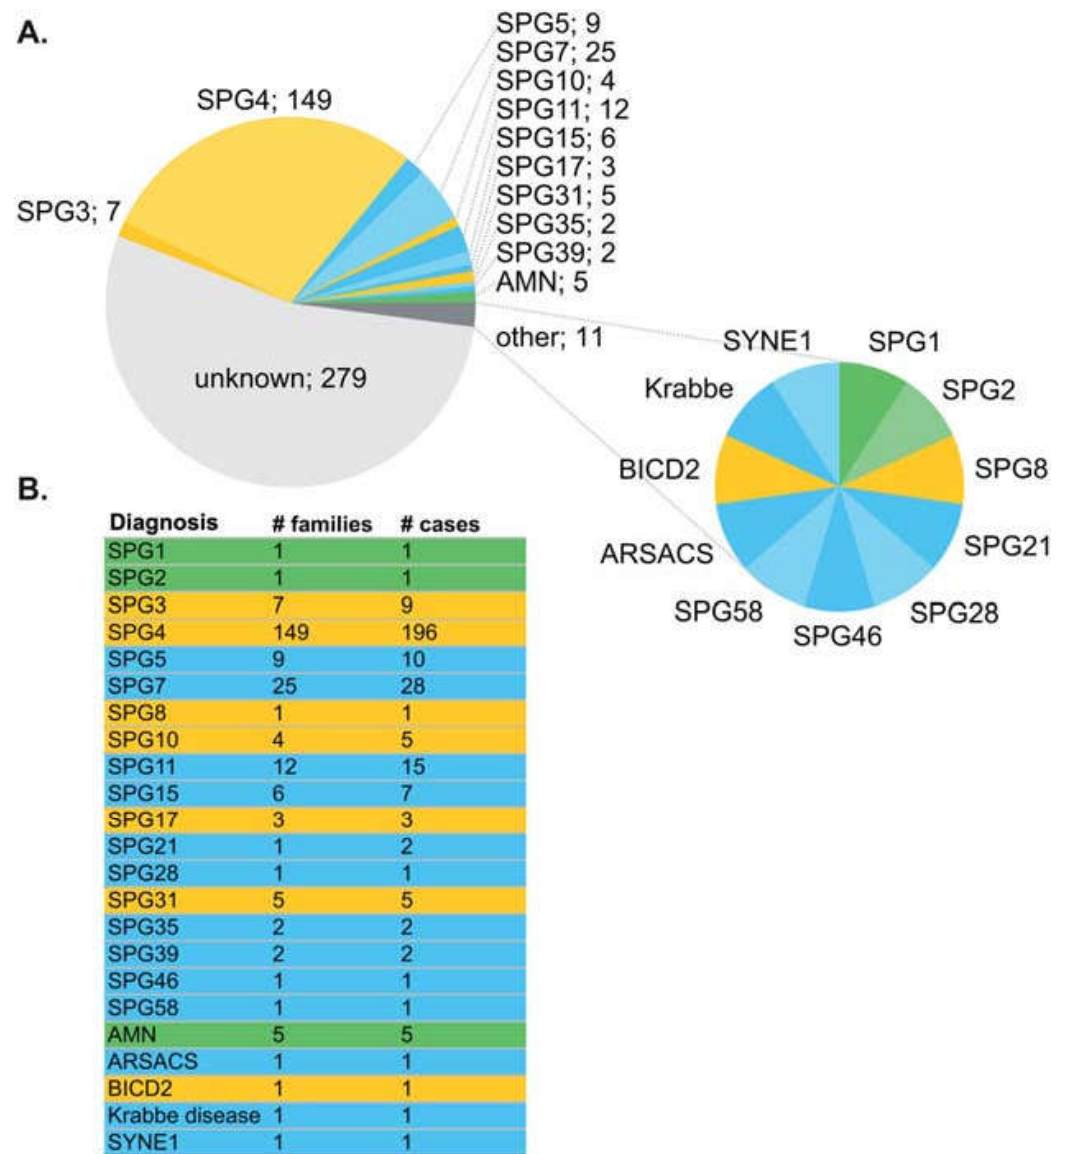 A.
SPG4; 149
SPG3; 7
unknown; 279
SPG5; 9
SPG7; 25
SPG10; 4
SPG11; 12
SPG15; 6
SPG17; 3
SPG31; 5
SPG35; 2
SPG39; 2
AMN; 5
other; 11
SYNE1
SPG1
Krabbe
SPG2
BICD2
SPG8
ARSACS
SPG21
SPG58
SPG28
SPG46
B.
Diagnosis # families # cases
SPG1 1 1
SPG2 1 1
SPG3 7 9
SPG4 149 196
SPG5 9 10
SPG7 25 28
SPG8 1 1
SPG10 4 5
SPG11 12 15
SPG15 6 7
SPG17 3 3
SPG21 1 2
SPG28 1 1
SPG31 5 5
SPG35 2 2
SPG39 2 2
SPG46 1 1
SPG58 1 1
AMN 5 5
ARSACS 1 1
BICD2 1 1
Krabbe disease 1 1
SYNE1 1 1